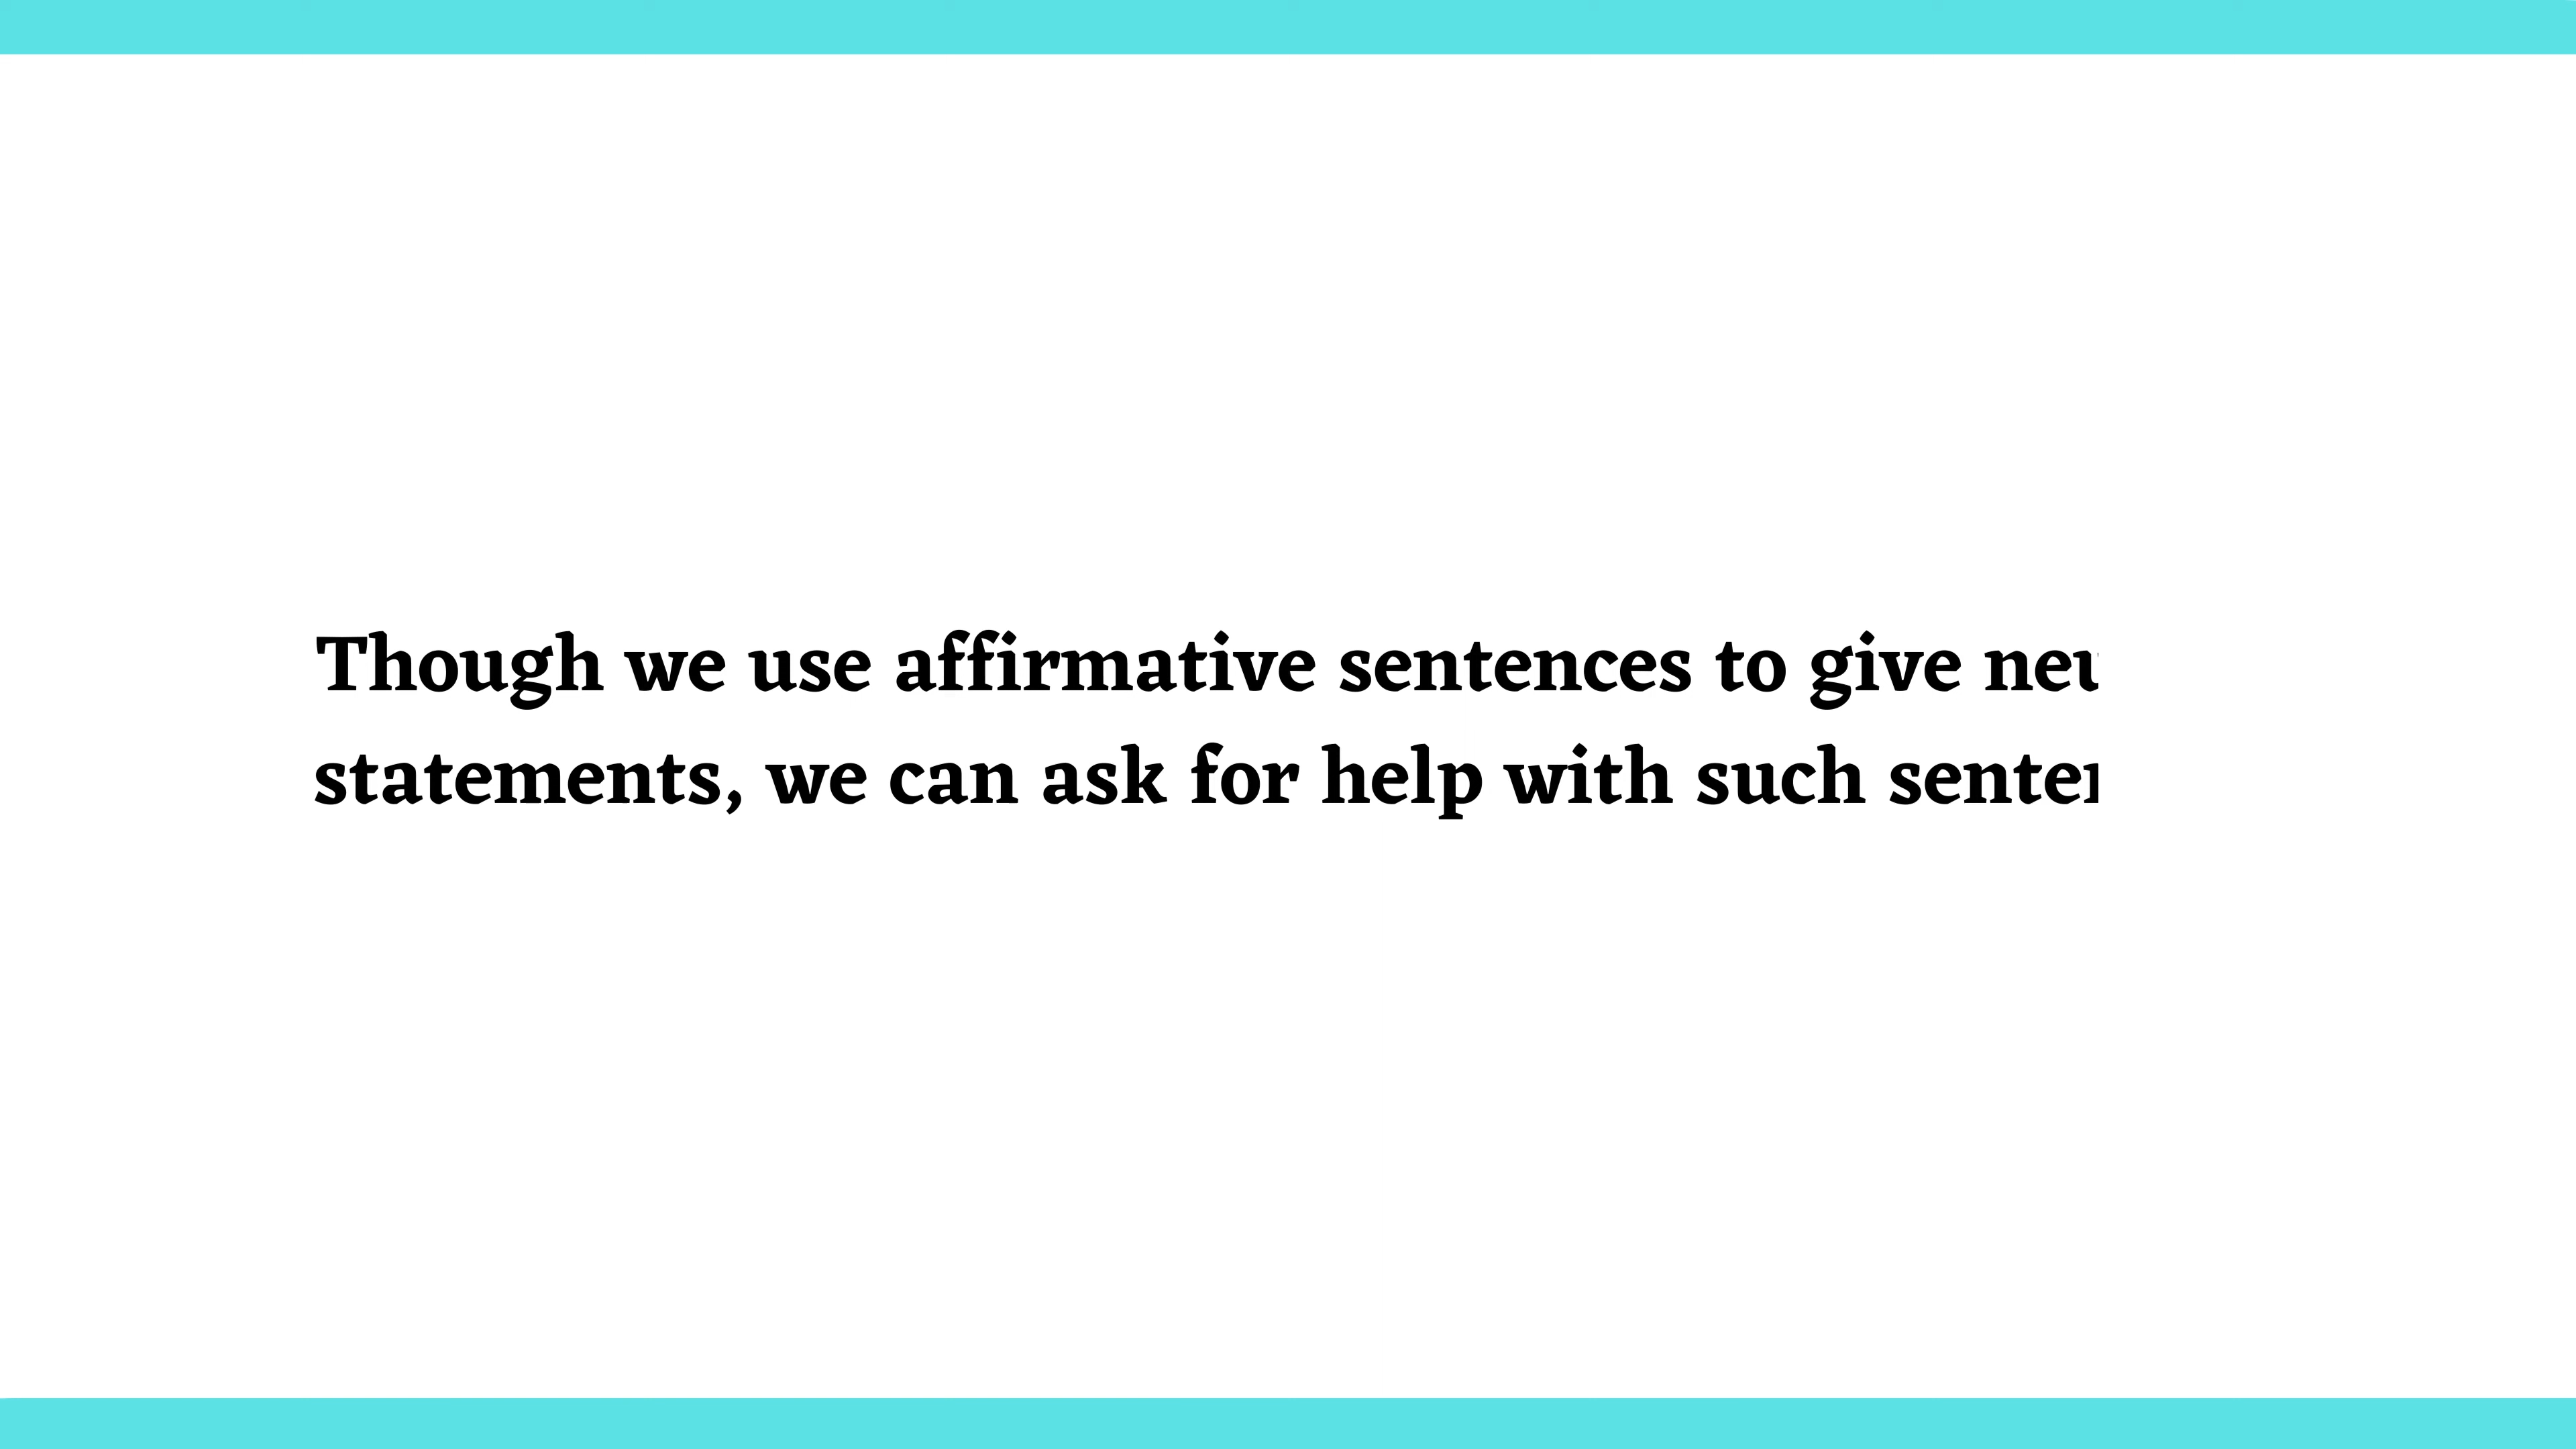 Though we use affirmative sentences to give
statements, we can ask for help with such